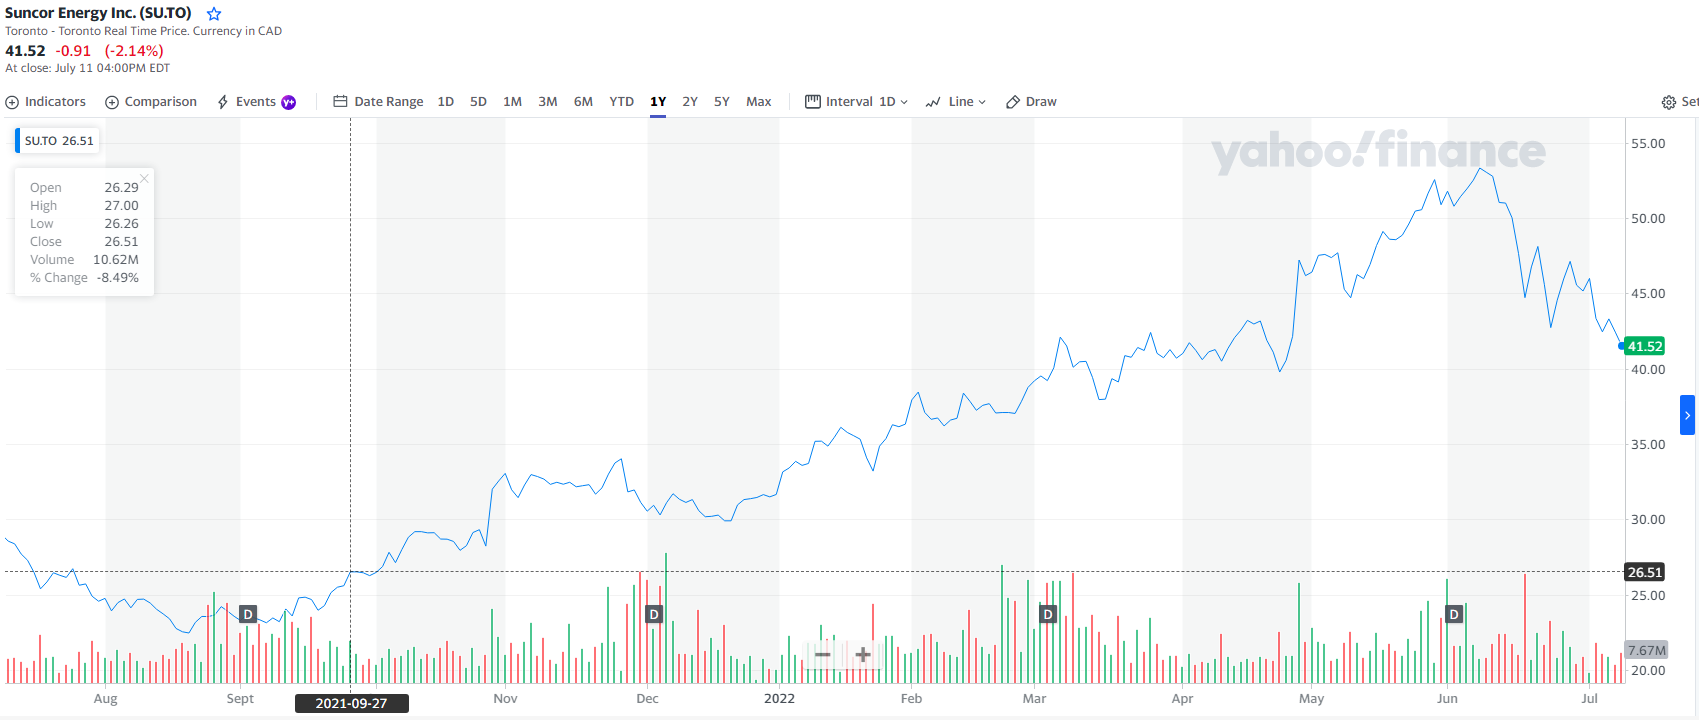 Suncor Energy Inc. (SU.TO)
Toronto - Toronto Real Time Price. Currency in CAD
41.52 -0.91 (-2.14%)
At close: July 11 04:00PM EDT
Indicators Comparison Events y+ Date Range 1D 5D 1M 3M 6M YTD 1Y 2Y 5Y Max Interval 1D Line Draw Set
SU.TO 26.51
yahoo!finance
Open 26.29
High 27.00
Low 26.26
Close 26.51
Volume 10.62M
% Change -8.49%
55.00
50.00
45.00
41.52
40.00
35.00
30.00
26.51
25.00
D D D D
7.67M
20.00
Aug Sept 2021-09-27 Nov Dec 2022 Feb Mar Apr May Jun Jul